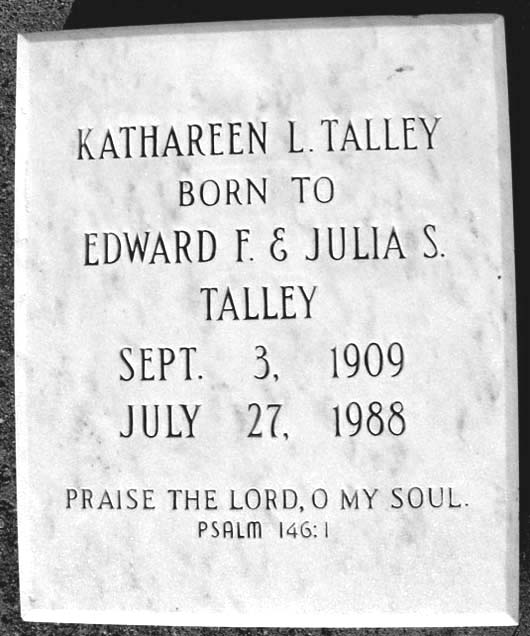 KATHAREEN L. TALLEY
BORN TO
EDWARD F. & JULIA S.
TALLEY
SEPT. 3, 1909
JULY 27, 1988
PRAISE THE LORD, O MY SOUL.
PSALM 146:1